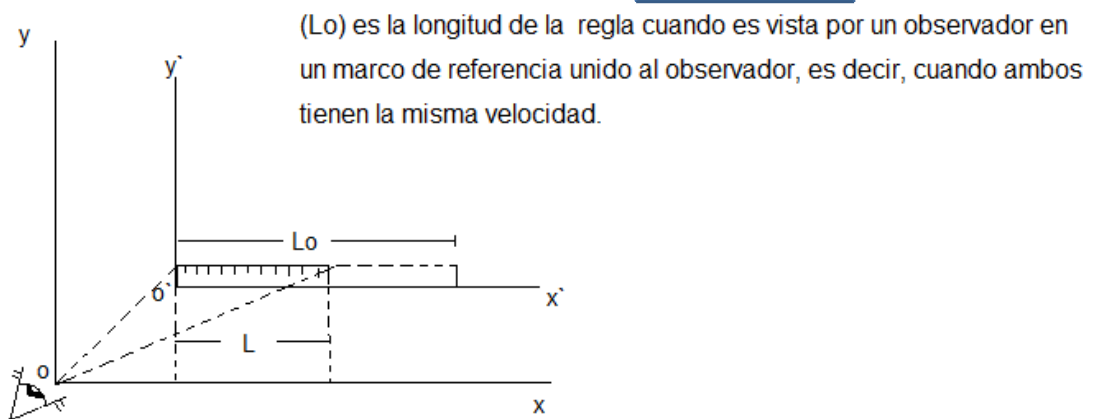 (Lo) es la longitud de la regla cuando es vista por un observador en
un marco de referencia unido al observador, es decir, cuando ambos
tienen la misma velocidad.
y
y`
Lo
o`
x`
L
o
x